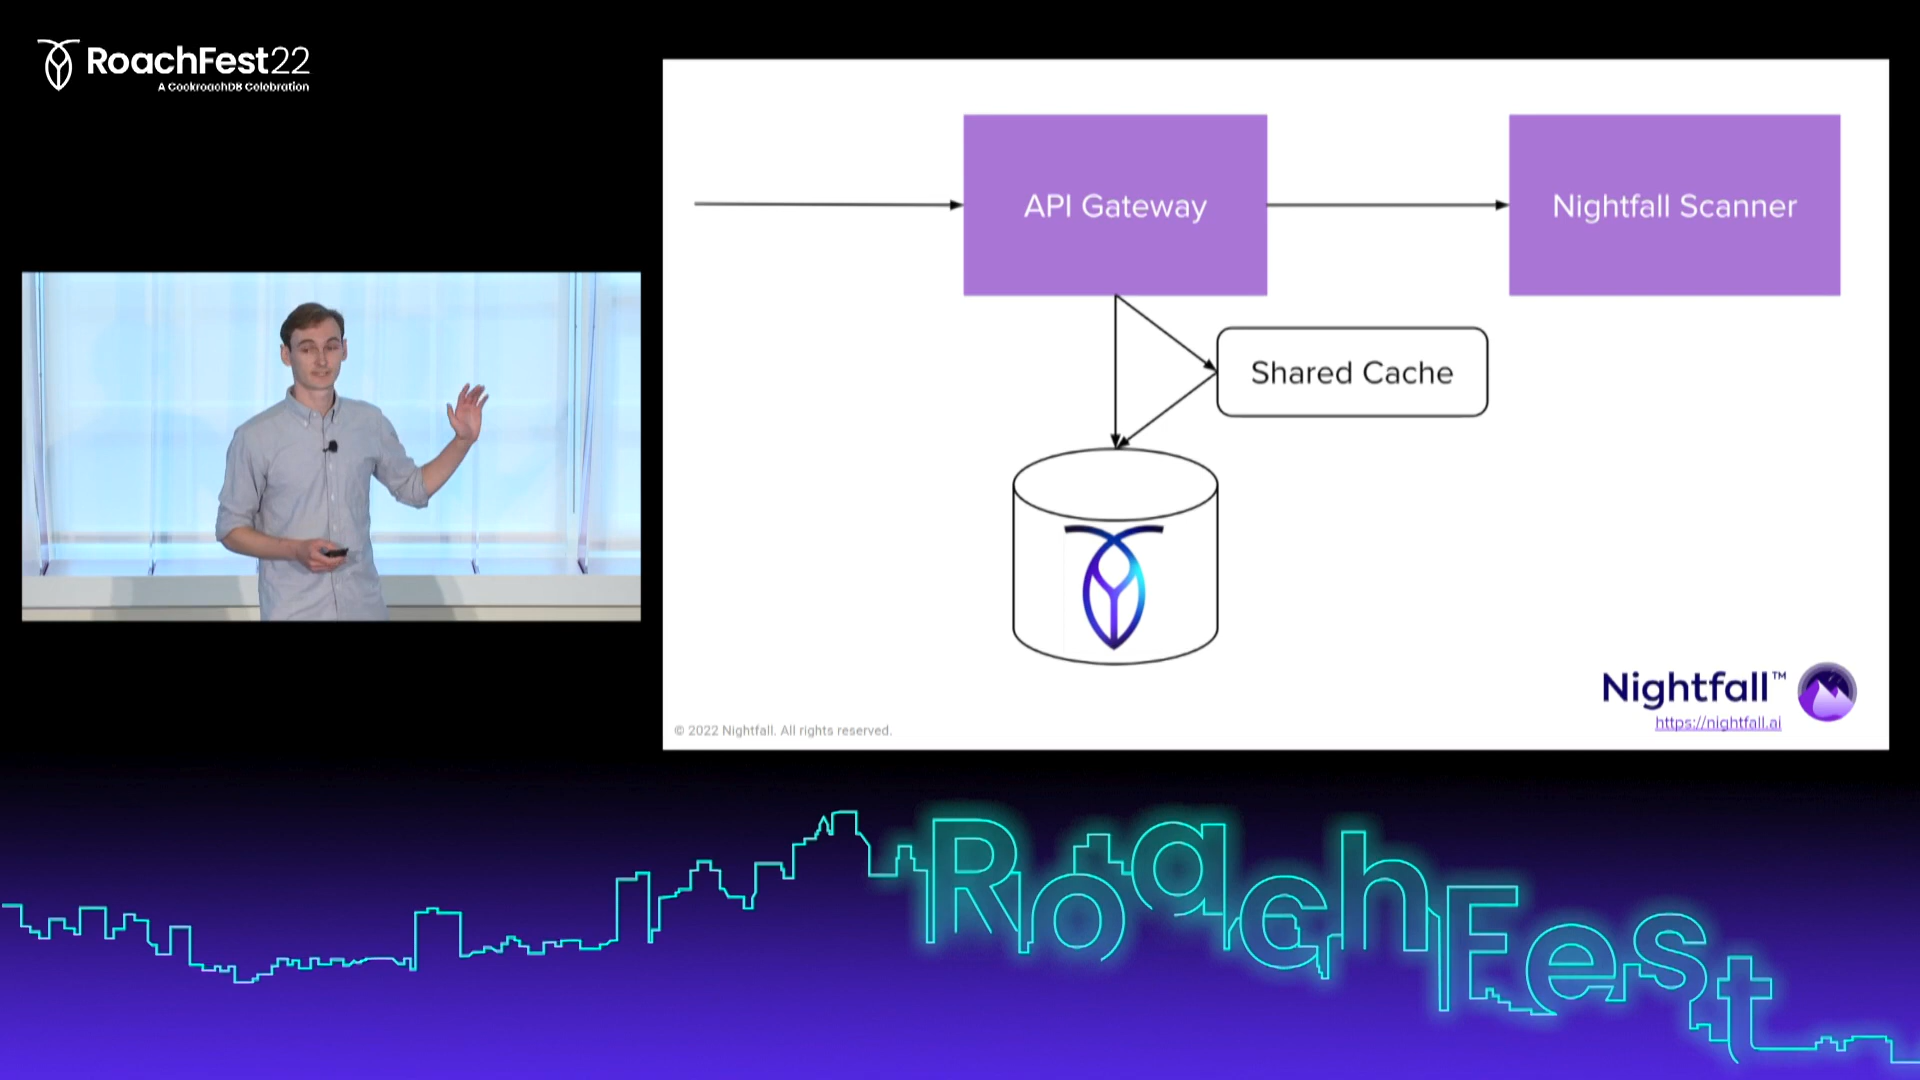 RoachFest22
A CockroachDB Celebration
API Gateway
Nightfall Scanner
Shared Cache
Nightfall™
https://nightfall.ai
© 2022 Nightfall. All rights reserved.
RoachFest